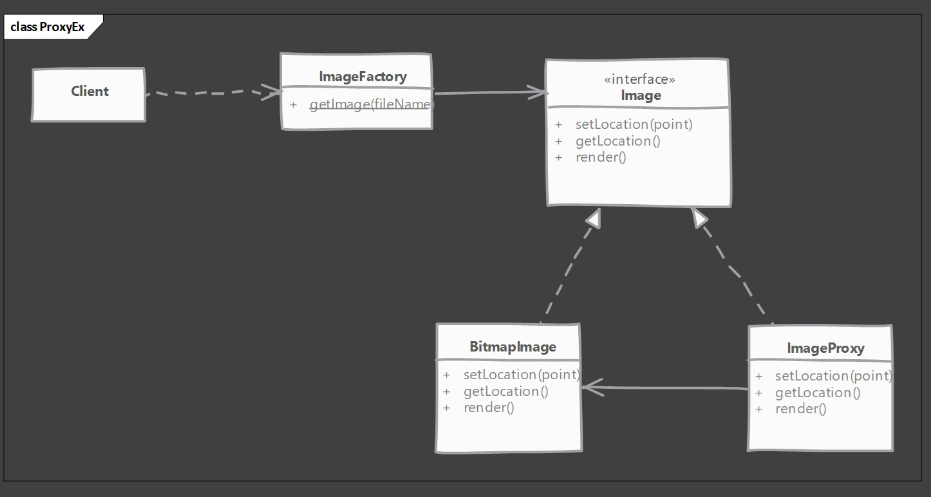 class ProxyEx
Client
ImageFactory
+ getImage(fileName)
«interface»
Image
+ setLocation(point)
+ getLocation()
+ render()
BitmapImage
+ setLocation(point)
+ getLocation()
+ render()
ImageProxy
+ setLocation(point)
+ getLocation()
+ render()